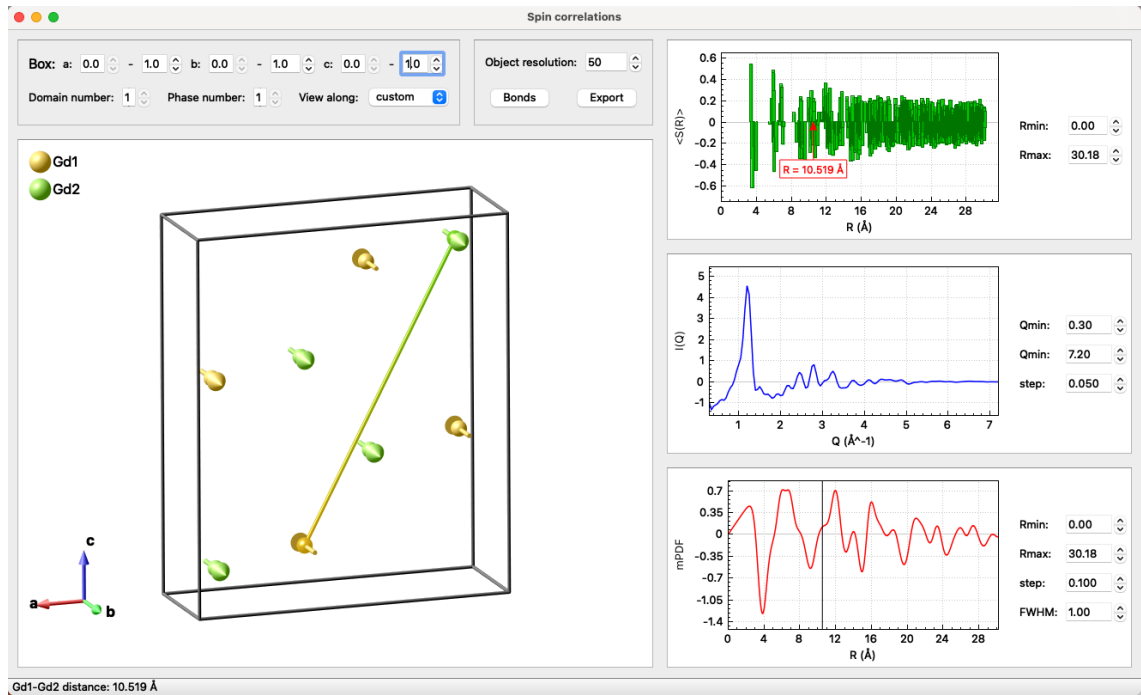 Spin correlations
Box: a: 0.0 - 1.0 b: 0.0 - 1.0 c: 0.0 - 1.0
Domain number: 1 Phase number: 1 View along: custom
Object resolution: 50
Bonds Export
Gd1
Gd2
c
a
b
0.6
0.4
0.2
0
-0.2
-0.4
-0.6
<S(R)>
R = 10.519 Å
0 4 8 12 16 20 24 28
R (Å)
Rmin: 0.00
Rmax: 30.18
5
4
3
2
1
0
-1
I(Q)
1 2 3 4 5 6 7
Q (Å^-1)
Qmin: 0.30
Qmin: 7.20
step: 0.050
0.7
0.35
0
-0.35
-0.7
-1.05
-1.4
mPDF
0 4 8 12 16 20 24 28
R (Å)
Rmin: 0.00
Rmax: 30.18
step: 0.100
FWHM: 1.00
Gd1-Gd2 distance: 10.519 Å